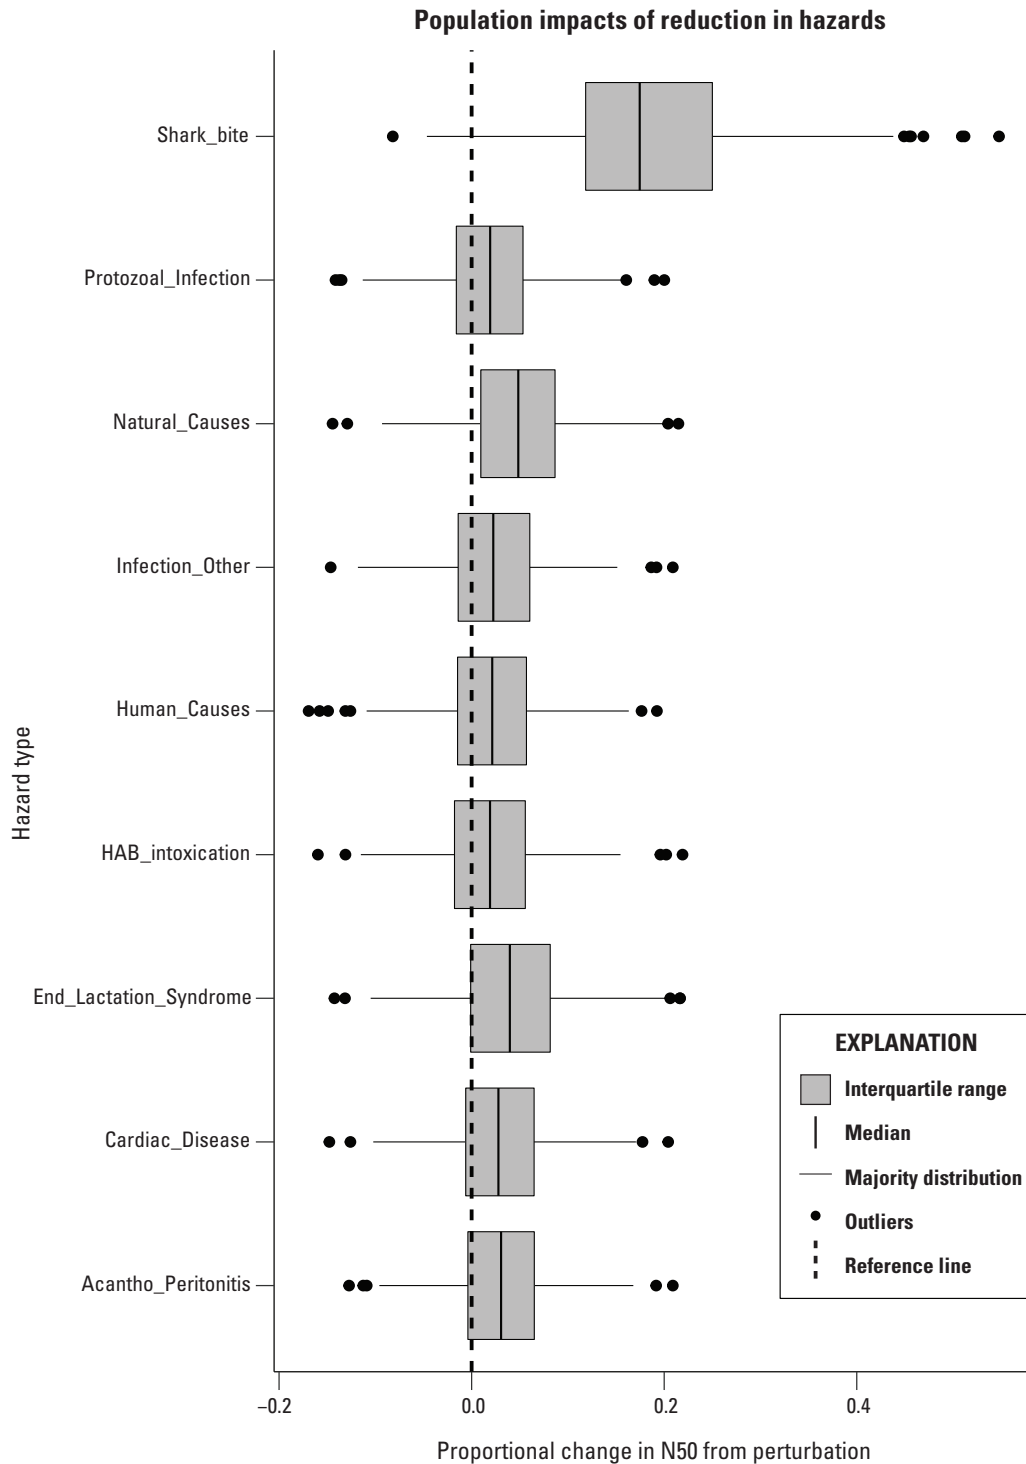 Population impacts of reduction in hazards
Shark_bite
Protozoal_Infection
Natural_Causes
Infection_Other
Human_Causes
HAB_intoxication
End_Lactation_Syndrome
Cardiac_Disease
Acantho_Peritonitis
Hazard type
EXPLANATION
Interquartile range
Median
Majority distribution
Outliers
Reference line
−0.2
0.0
0.2
0.4
Proportional change in N50 from perturbation